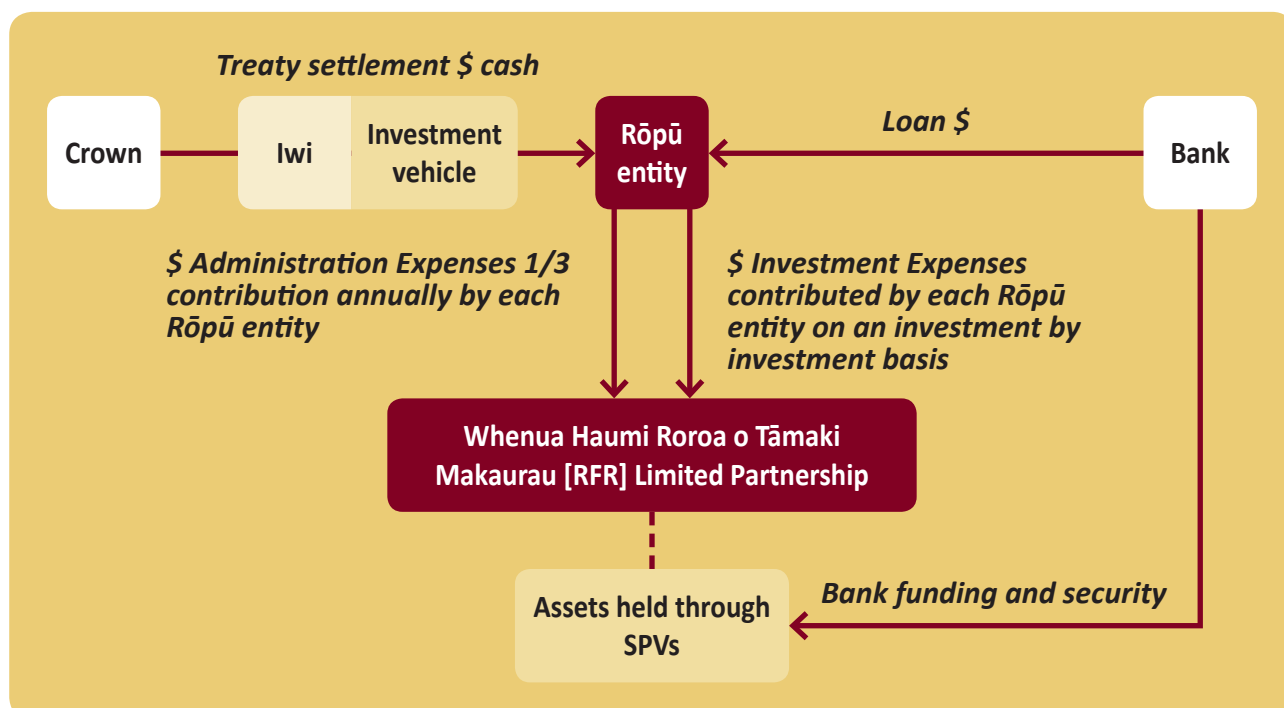 Treaty settlement $ cash
Crown
Iwi
Investment
vehicle
Rōpū
entity
Loan $
Bank
$ Administration Expenses 1/3
contribution annually by each
Rōpū entity
$ Investment Expenses
contributed by each Rōpū
entity on an investment by
investment basis
Whenua Haumi Roroa o Tāmaki
Makaurau [RFR] Limited Partnership
Assets held through
SPVs
Bank funding and security